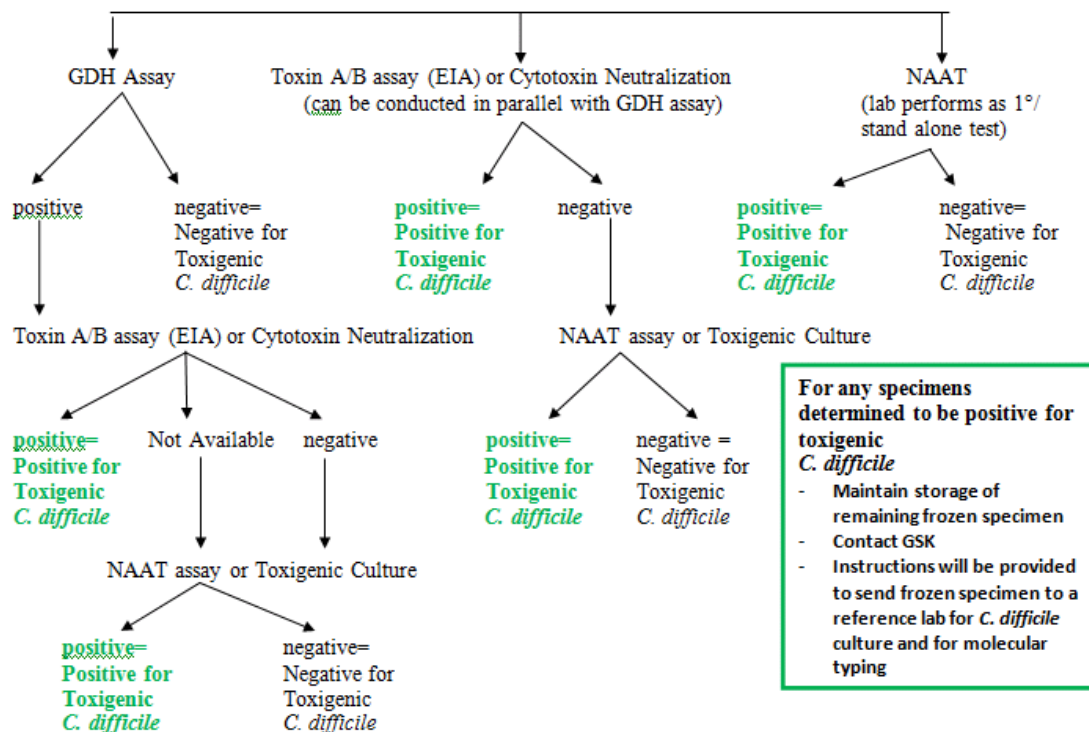 GDH Assay
Toxin A/B assay (EIA) or Cytotoxin Neutralization
(can be conducted in parallel with GDH assay)
NAAT
(lab performs as 1°/
stand alone test)
positive
negative=
Negative for
Toxigenic
C. difficile
positive=
Positive for
Toxigenic
C. difficile
negative
positive=
Positive for
Toxigenic
C. difficile
negative=
Negative for
Toxigenic
C. difficile
Toxin A/B assay (EIA) or Cytotoxin Neutralization
NAAT assay or Toxigenic Culture
positive=
Positive for
Toxigenic
C. difficile
Not Available
negative
positive=
Positive for
Toxigenic
C. difficile
negative =
Negative for
Toxigenic
C. difficile
NAAT assay or Toxigenic Culture
positive=
Positive for
Toxigenic
C. difficile
negative=
Negative for
Toxigenic
C. difficile
For any specimens
determined to be positive for
toxigenic
C. difficile
- Maintain storage of
remaining frozen specimen
- Contact GSK
- Instructions will be provided
to send frozen specimen to a
reference lab for C. difficile
culture and for molecular
typing